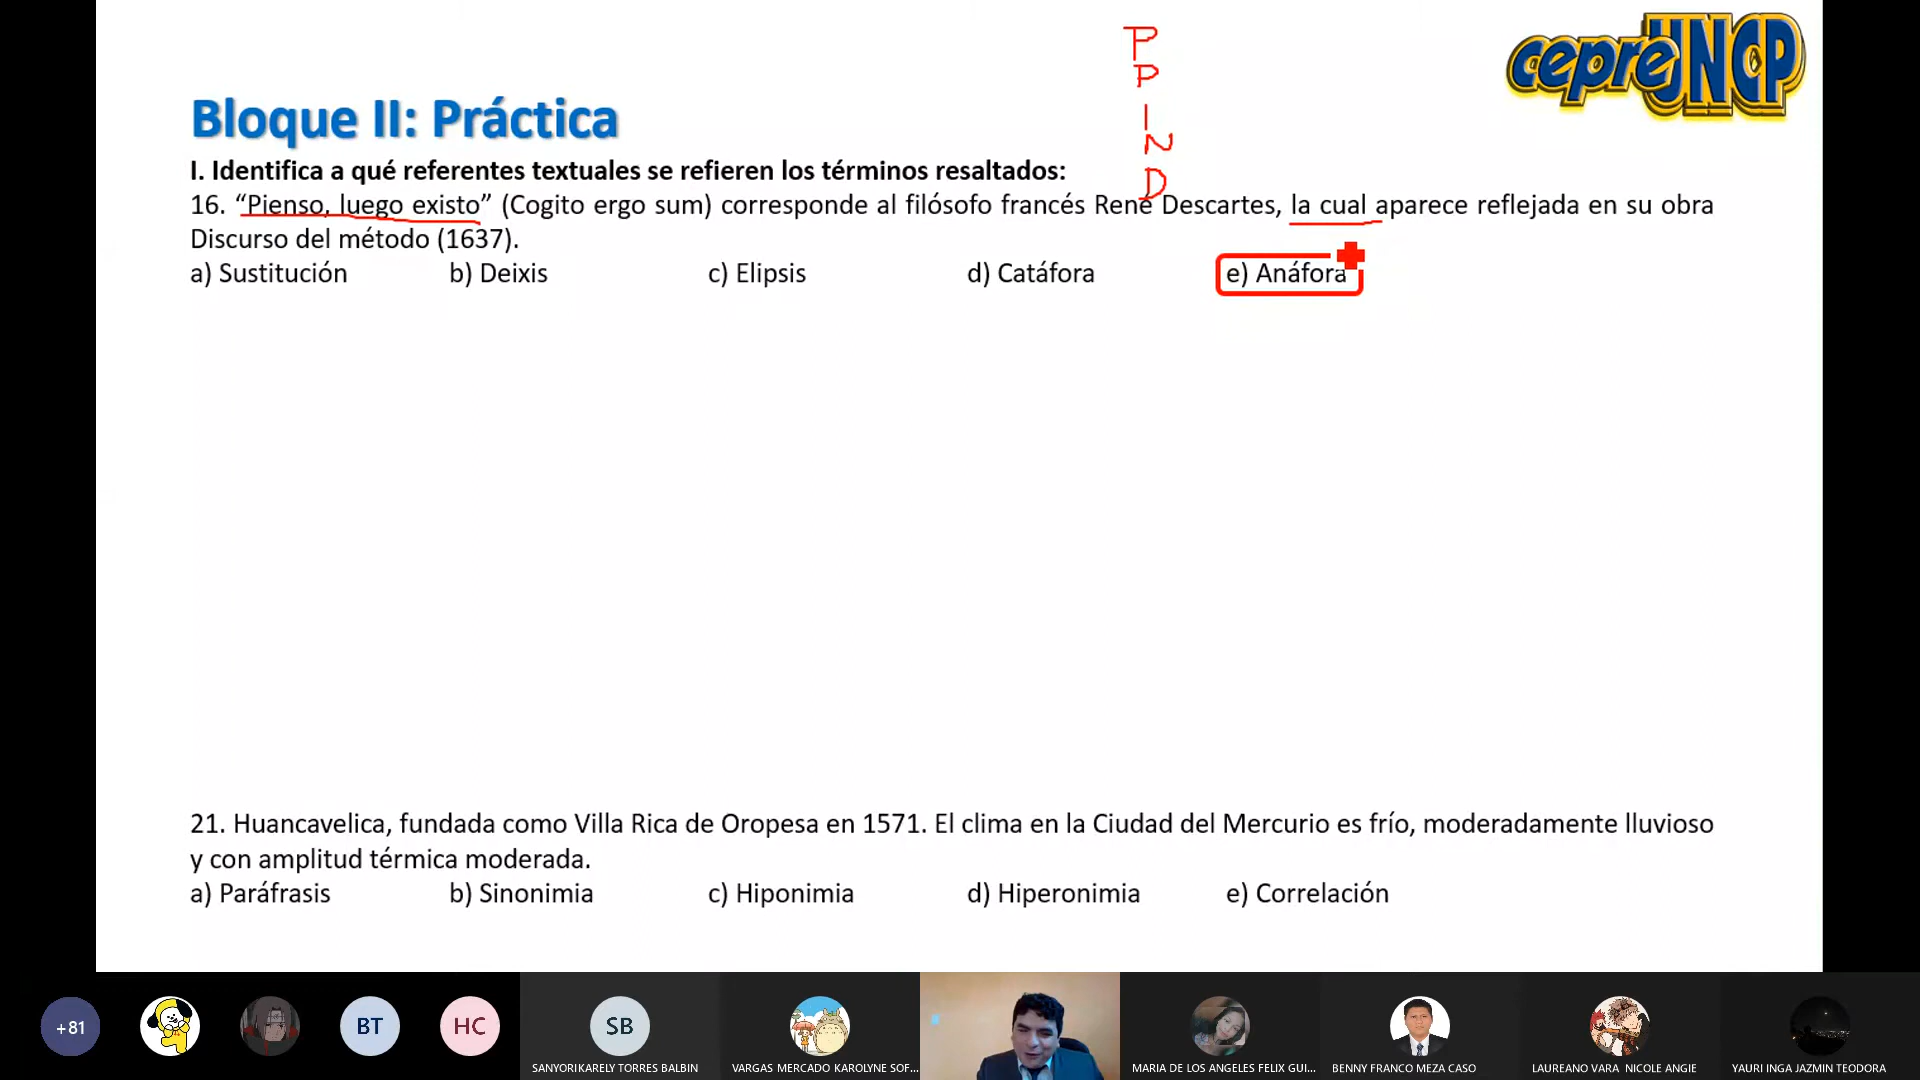 P
P
I
N
D
cepreUNCP
Bloque II: Práctica
I. Identifica a qué referentes textuales se refieren los términos resaltados:
16. “Pienso, luego existo” (Cogito ergo sum) corresponde al filósofo francés René Descartes, la cual aparece reflejada en su obra
Discurso del método (1637).
a) Sustitución b) Deixis c) Elipsis d) Catáfora e) Anáfora
21. Huancavelica, fundada como Villa Rica de Oropesa en 1571. El clima en la Ciudad del Mercurio es frío, moderadamente lluvioso
y con amplitud térmica moderada.
a) Paráfrasis b) Sinonimia c) Hiponimia d) Hiperonimia e) Correlación
+81 BT HC SB
SANYORIKARELY TORRES BALBIN VARGAS MERCADO KAROLYNE SOF... MARIA DE LOS ANGELES FELIX GUI... BENNY FRANCO MEZA CASO LAUREANO VARA NICOLE ANGIE YAURI INGA JAZMIN TEODORA